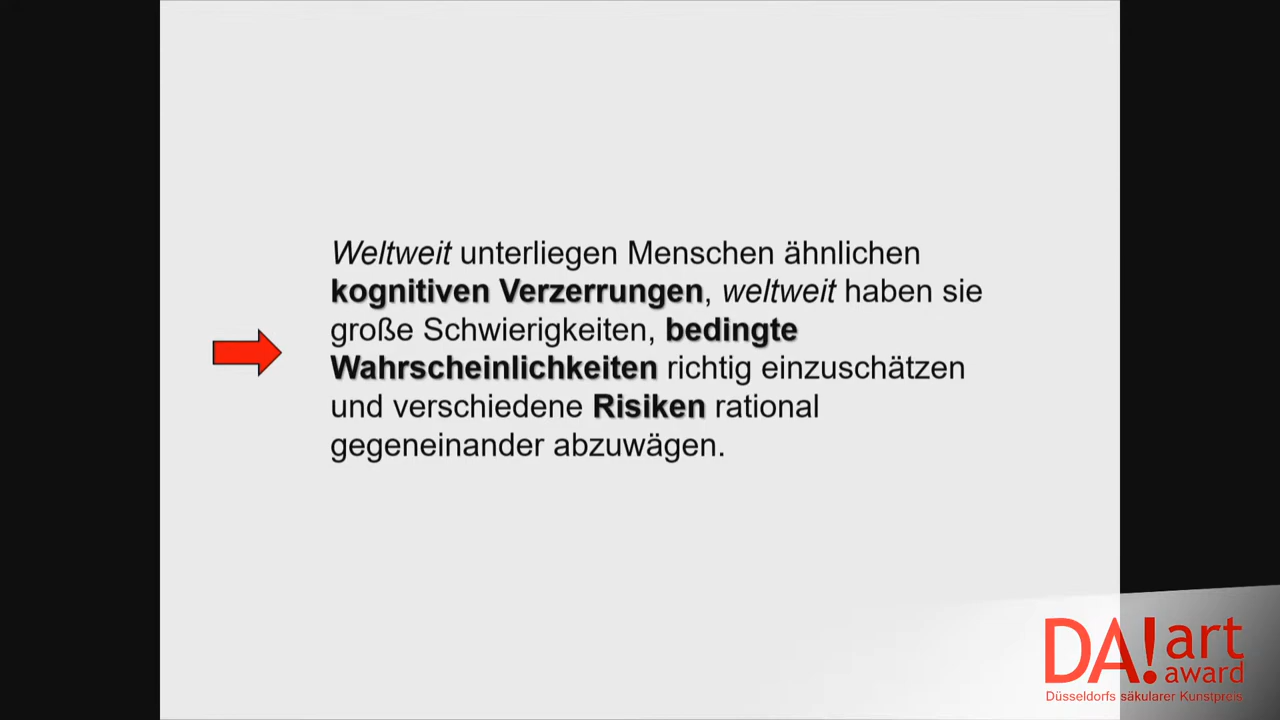 Weltweit unterliegen Menschen ähnlichen
kognitiven Verzerrungen, weltweit haben sie
große Schwierigkeiten, bedingte
Wahrscheinlichkeiten richtig einzuschätzen
und verschiedene Risiken rational
gegeneinander abzuwägen.
DA!art
award
Düsseldorfs säkularer Kunstpreis